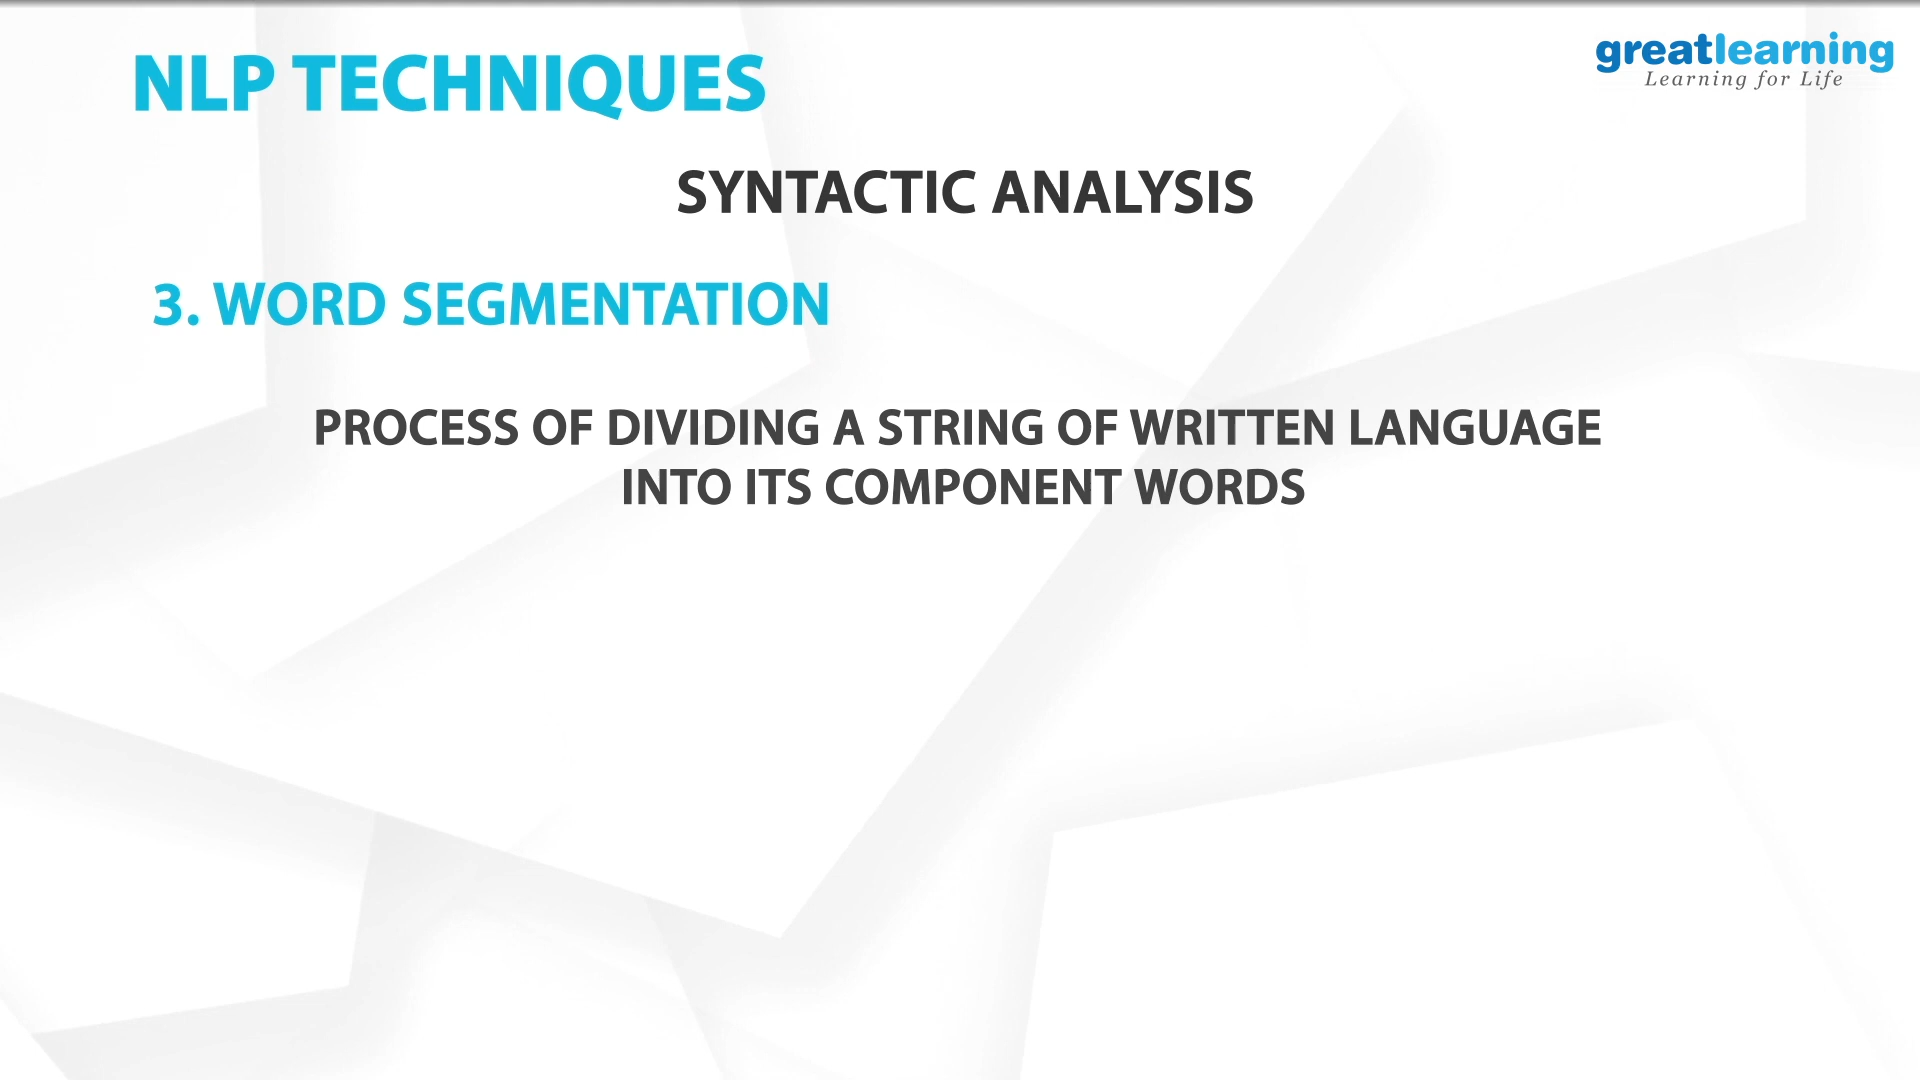 NLP TECHNIQUES
greatlearning
Learning for Life
SYNTACTIC ANALYSIS
3. WORD SEGMENTATION
PROCESS OF DIVIDING A STRING OF WRITTEN LANGUAGE
INTO ITS COMPONENT WORDS